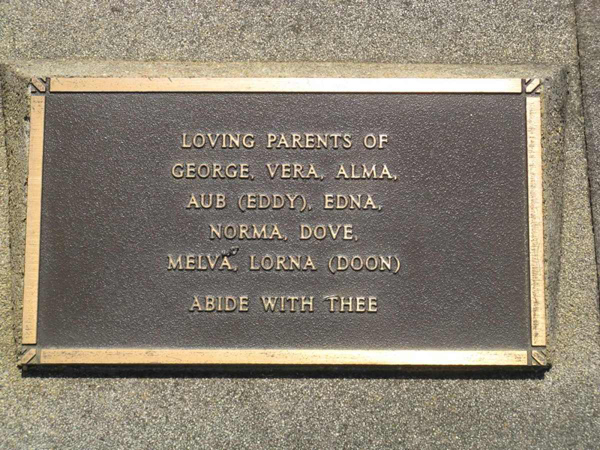 LOVING PARENTS OF
GEORGE, VERA, ALMA,
AUB (EDDY), EDNA,
NORMA, DOVE,
MELVA, LORNA (DOON)
ABIDE WITH THEE